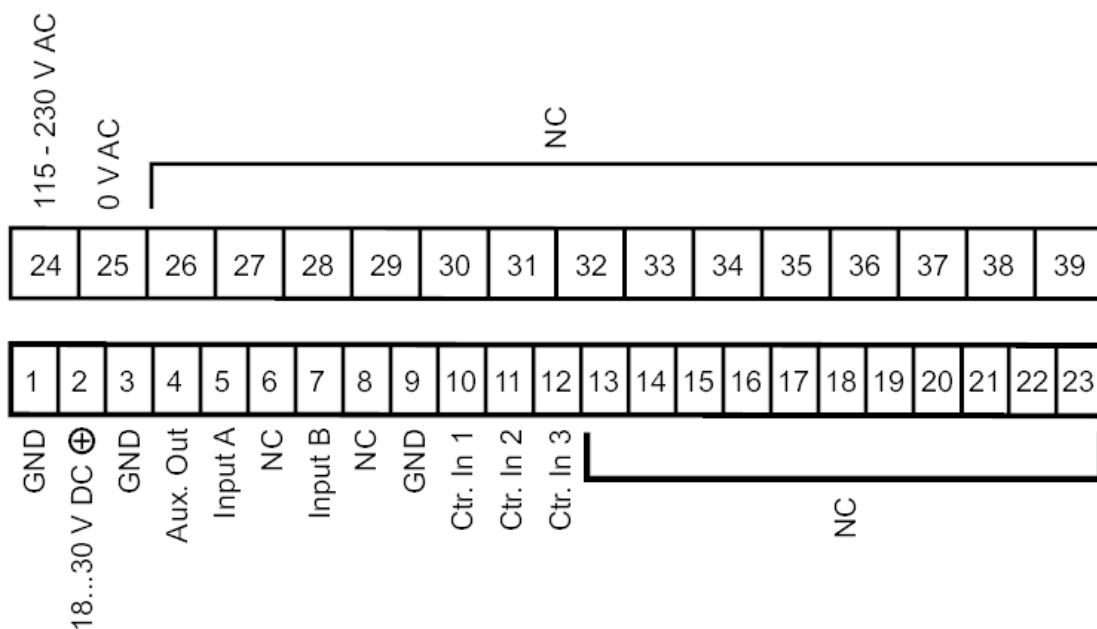 115 - 230 V AC
0 V AC
NC
24 25 26 27 28 29 30 31 32 33 34 35 36 37 38 39
1 2 3 4 5 6 7 8 9 10 11 12 13 14 15 16 17 18 19 20 21 22 23
GND
18...30 V DC ⊕
GND
Aux. Out
Input A
NC
Input B
NC
GND
Ctr. In 1
Ctr. In 2
Ctr. In 3
NC